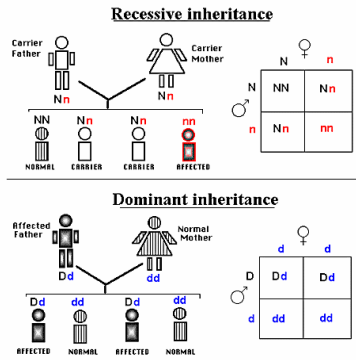 Recessive inheritance
Carrier Father
Carrier Mother
Nn
Nn
NN
Nn
Nn
nn
NORMAL
CARRIER
CARRIER
AFFECTED
♀
N
n
♂
N
NN
Nn
n
Nn
nn
Dominant inheritance
Affected Father
Normal Mother
Dd
dd
Dd
dd
Dd
dd
AFFECTED
NORMAL
AFFECTED
NORMAL
♀
d
d
♂
D
Dd
Dd
d
dd
dd